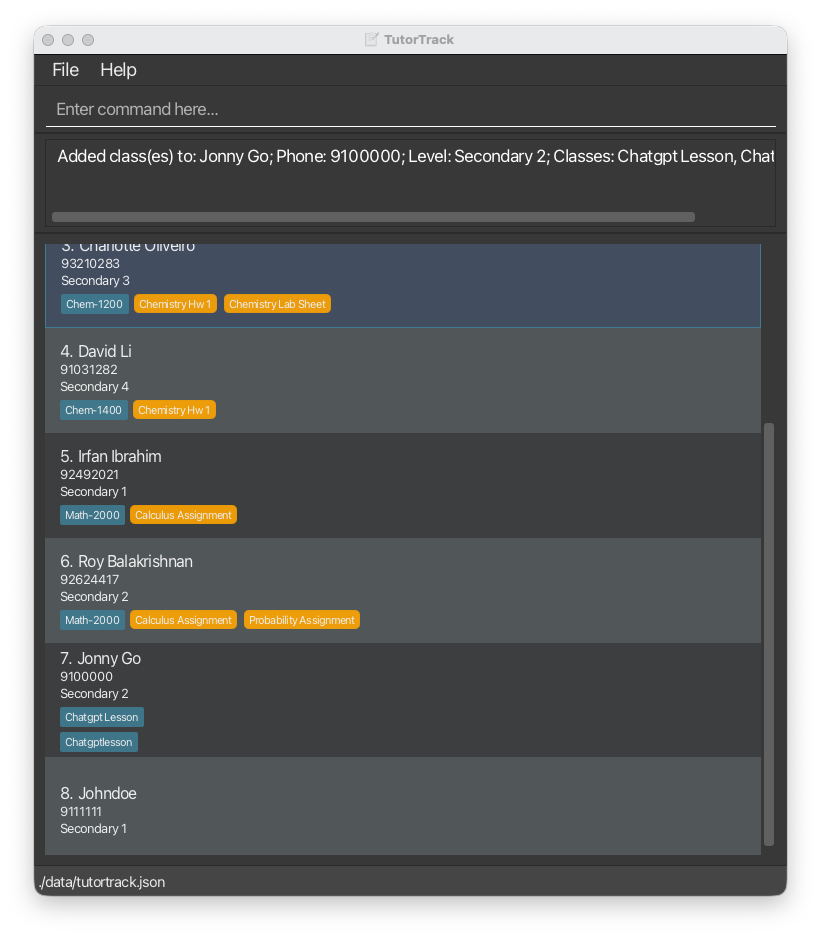 TutorTrack
File Help
Enter command here...
Added class(es) to: Jonny Go; Phone: 9100000; Level: Secondary 2; Classes: Chatgpt Lesson, Chat
3. Charlotte Oliveiro
93210283
Secondary 3
Chem-1200 Chemistry Hw 1 Chemistry Lab Sheet
4. David Li
91031282
Secondary 4
Chem-1400 Chemistry Hw 1
5. Irfan Ibrahim
92492021
Secondary 1
Math-2000 Calculus Assignment
6. Roy Balakrishnan
92624417
Secondary 2
Math-2000 Calculus Assignment Probability Assignment
7. Jonny Go
9100000
Secondary 2
Chatgpt Lesson
Chatgptlesson
8. Johndoe
9111111
Secondary 1
./data/tutortrack.json